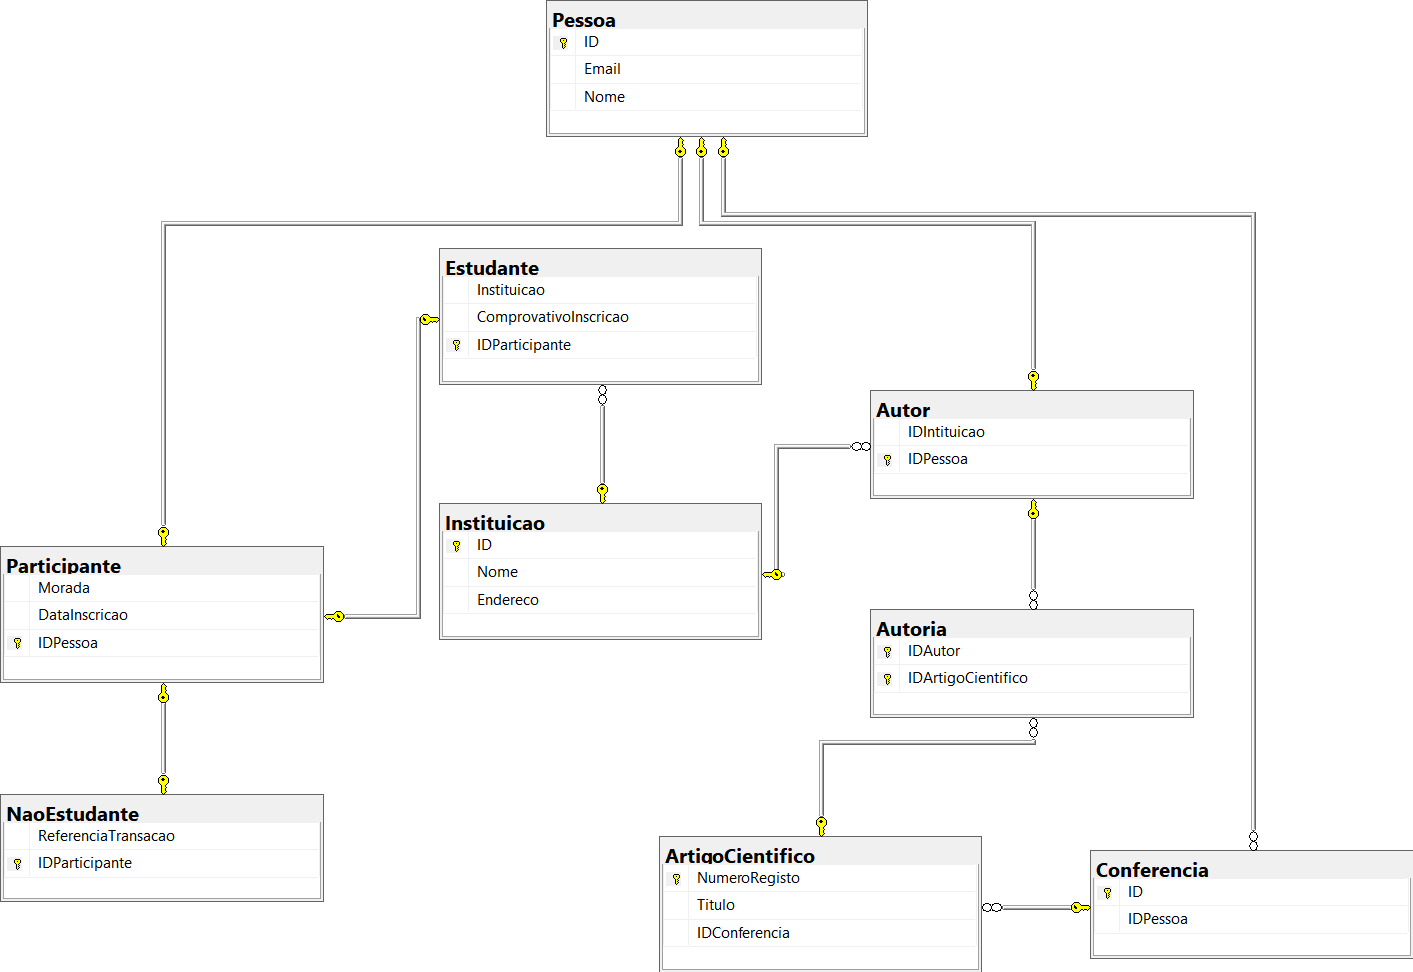 Pessoa
ID
Email
Nome
Estudante
Instituicao
ComprovativoInscricao
IDParticipante
Autor
IDIntituicao
IDPessoa
Instituicao
ID
Nome
Endereco
Participante
Morada
DataInscricao
IDPessoa
Autoria
IDAutor
IDArtigoCientifico
NaoEstudante
ReferenciaTransacao
IDParticipante
ArtigoCientifico
NumeroRegisto
Titulo
IDConferencia
Conferencia
ID
IDPessoa